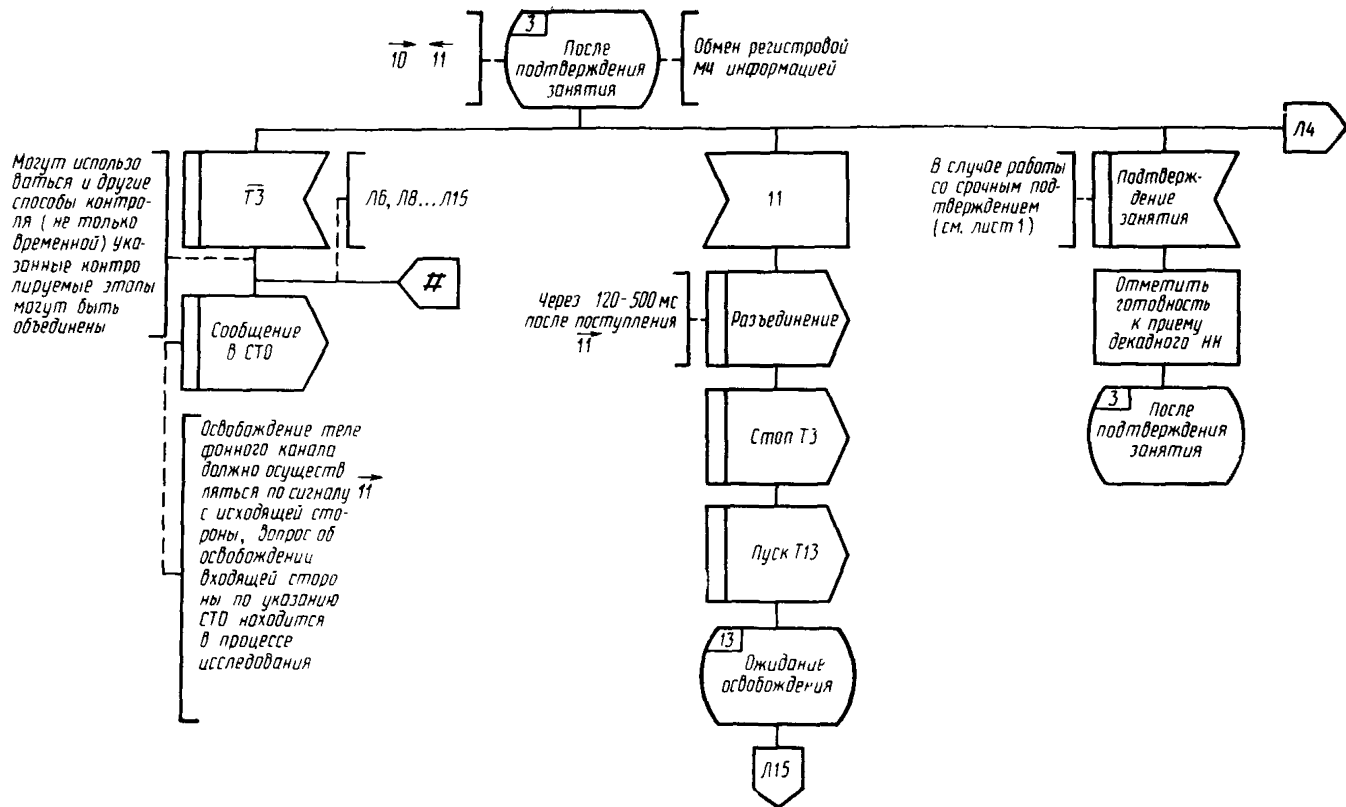 3
После
подтверждения
занятия
10 11
Обмен регистровой
МЧ информацией
Л4
Могут использо
ваться и другие
способы контро-
ля (не только
временной) Ука-
занные контро
лируемые этапы
могут быть
объединены
Т3
Л6, Л8...Л15
#
Сообщение
в СТО
Освобождение теле
фонного канала
должно осуществ
ляться по сигналу 11
с исходящей сто-
роны, вопрос об
освобождении
входящей сторо
ны по указанию
СТО находится
в процессе
исследования
11
Через 120-500 мс
после поступления
11
Разъединение
Стоп Т3
Пуск Т13
13
Ожидание
освобождения
Л15
В случае работы
со срочным под-
тверждением
(см. лист 1)
Подтверж-
дение
занятия
Отметить
готовность
к приему
декадного НН
3
После
подтверждения
занятия